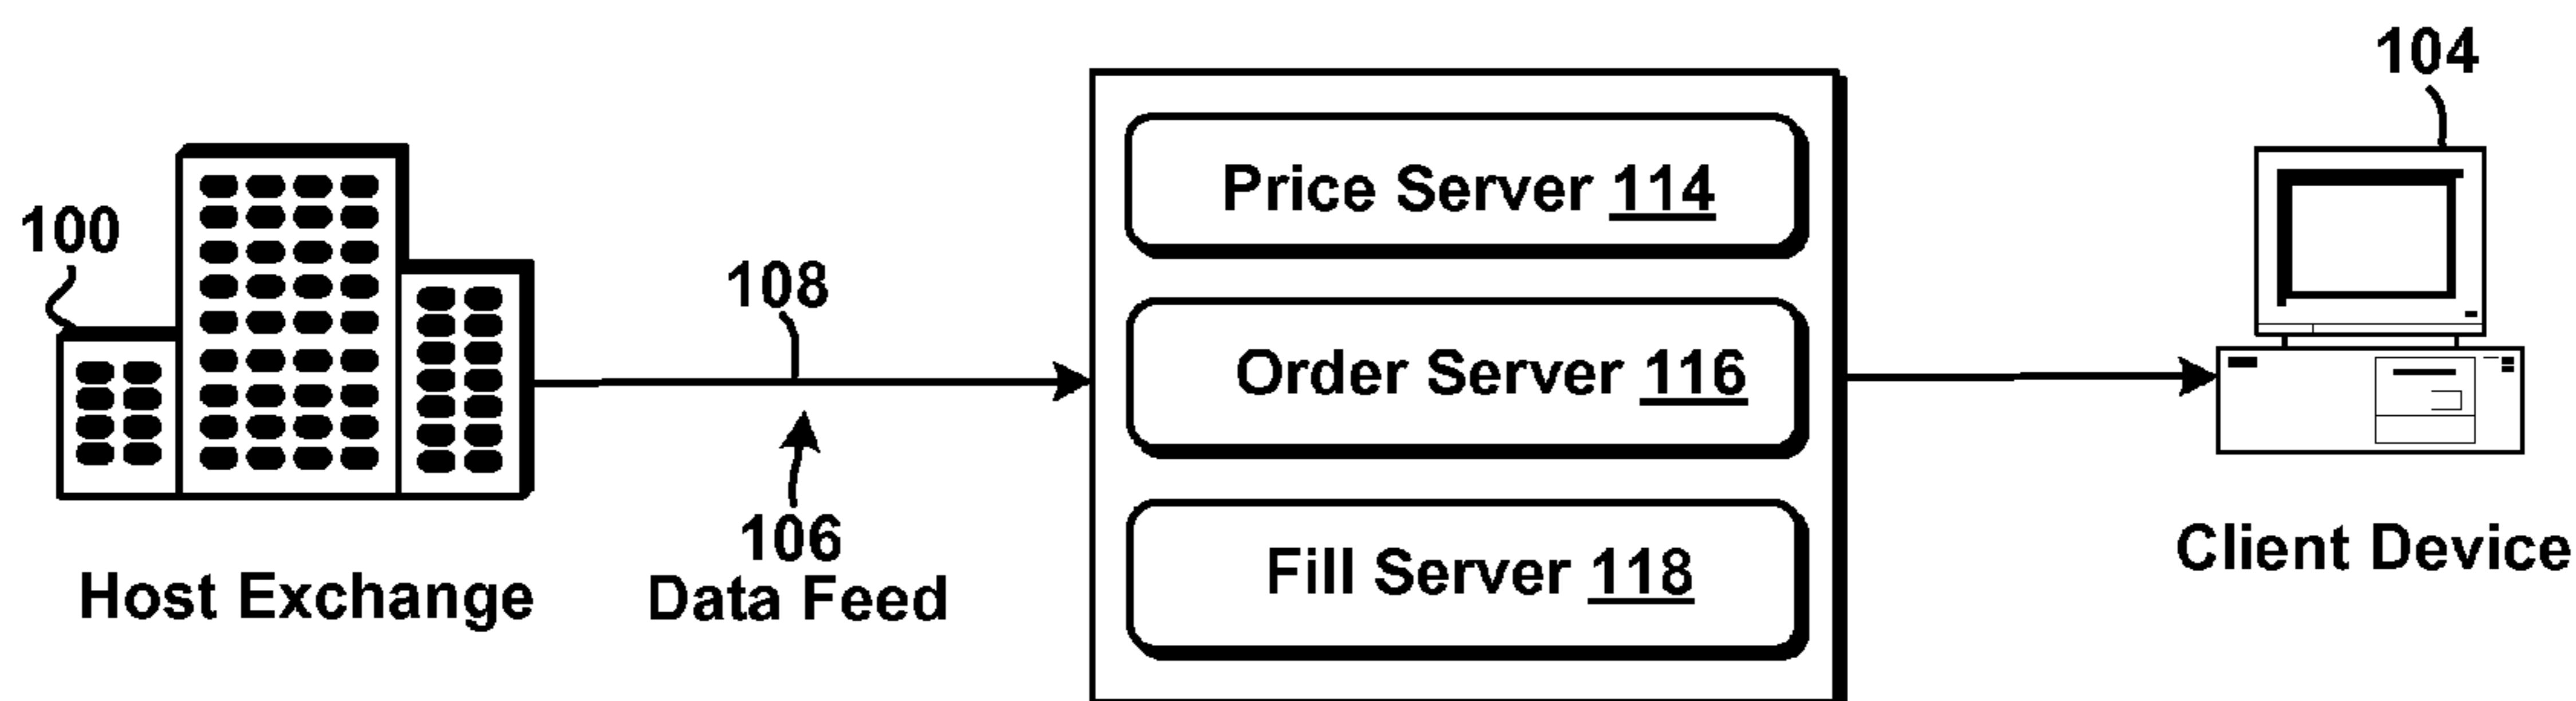 104
Price Server 114
100
108
Order Server 116
106
Data Feed
Client Device
Fill Server 118
Host Exchange